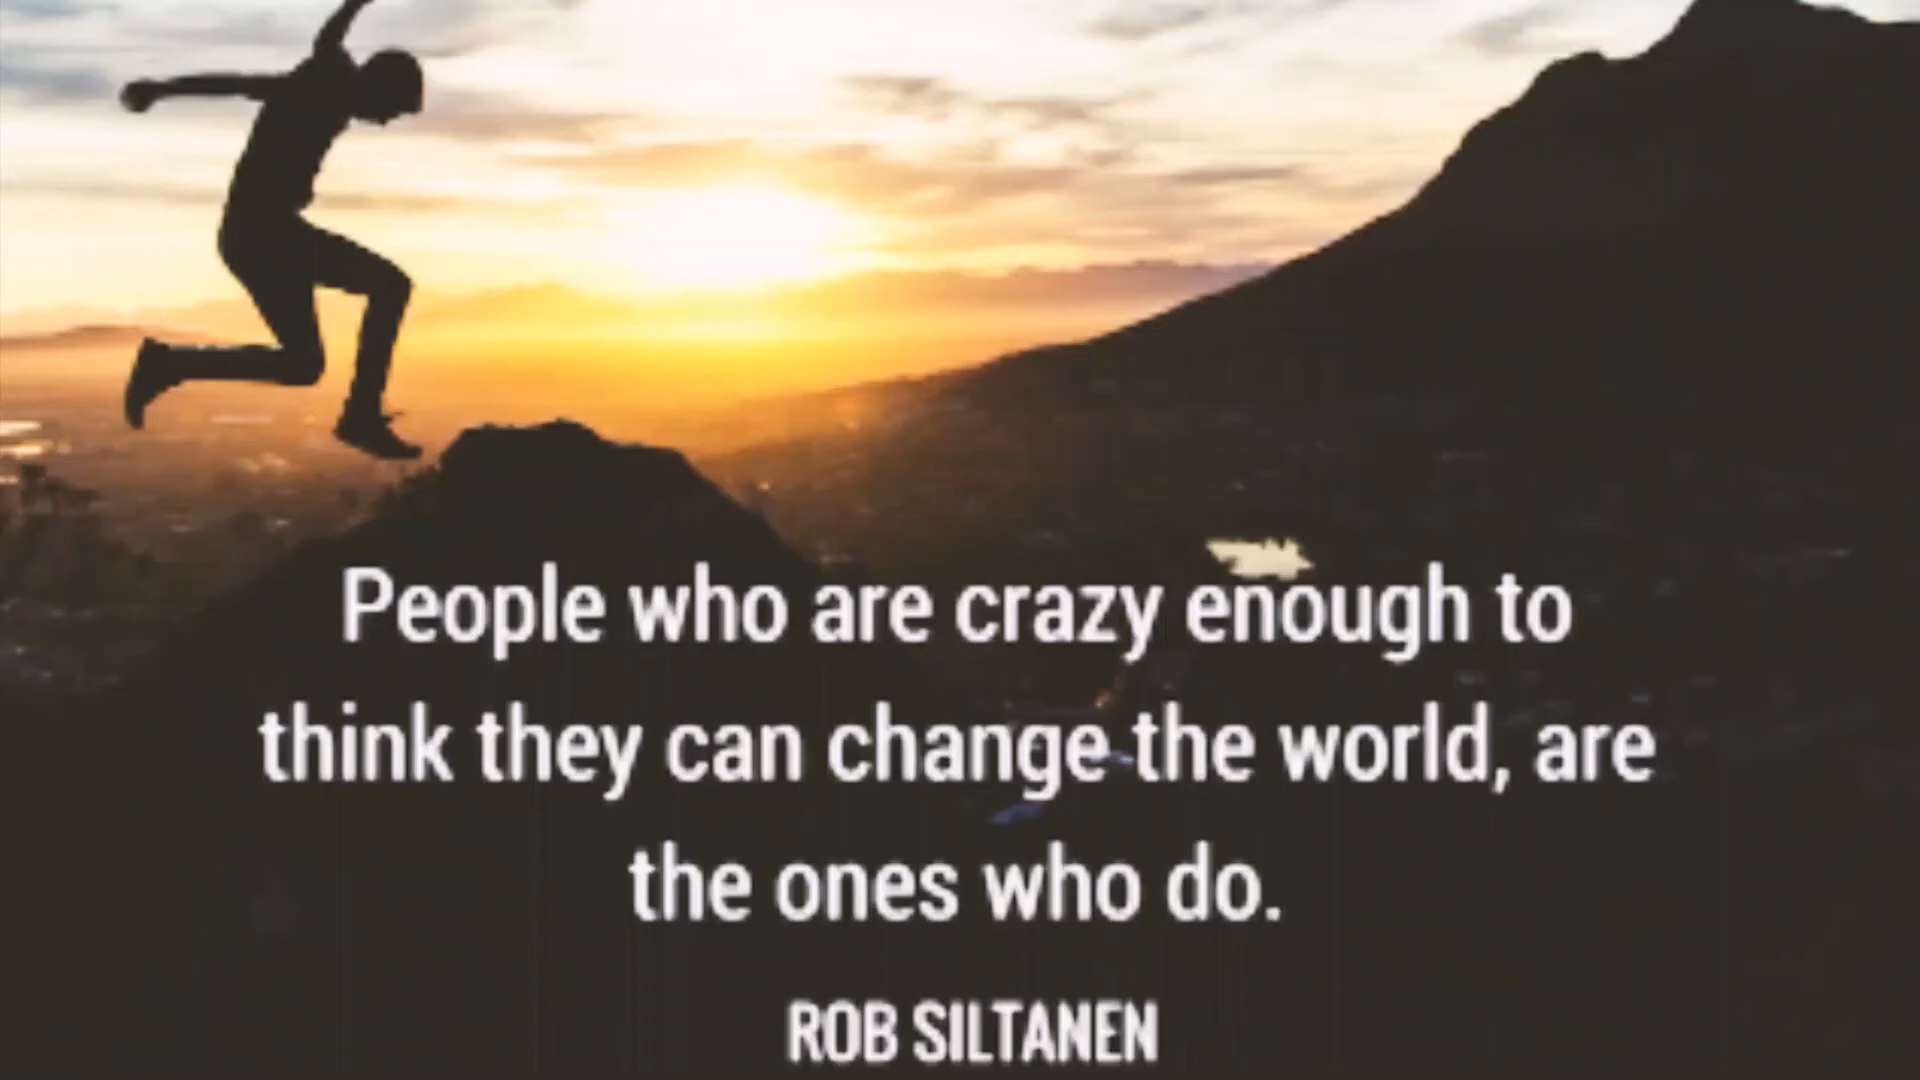 People who are crazy enough to
think they can change the world, are
the ones who do.
ROB SILTANEN